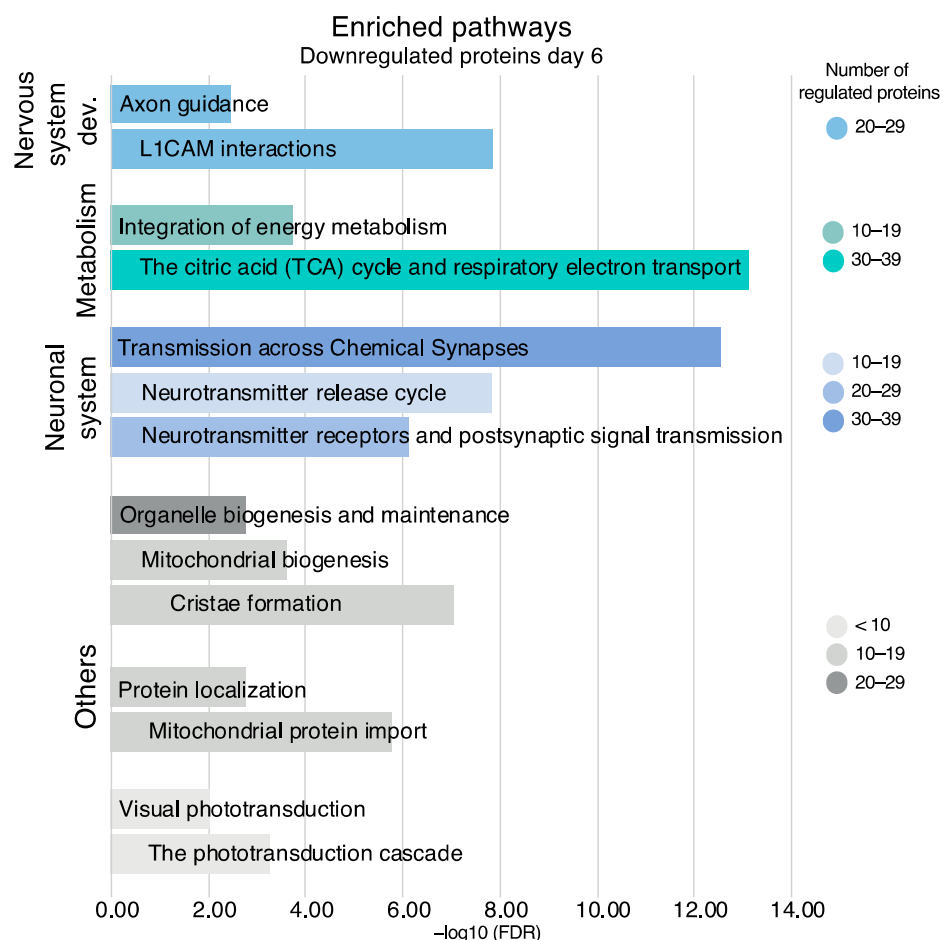 Enriched pathways
Downregulated proteins day 6
Nervous
system
dev.
Axon guidance
L1CAM interactions
Metabolism
Integration of energy metabolism
The citric acid (TCA) cycle and respiratory electron transport
Neuronal
system
Transmission across Chemical Synapses
Neurotransmitter release cycle
Neurotransmitter receptors and postsynaptic signal transmission
Others
Organelle biogenesis and maintenance
Mitochondrial biogenesis
Cristae formation
Protein localization
Mitochondrial protein import
Visual phototransduction
The phototransduction cascade
0.00 2.00 4.00 6.00 8.00 10.00 12.00 14.00
–log10 (FDR)
Number of
regulated proteins
20–29
10–19
30–39
10–19
20–29
30–39
< 10
10–19
20–29